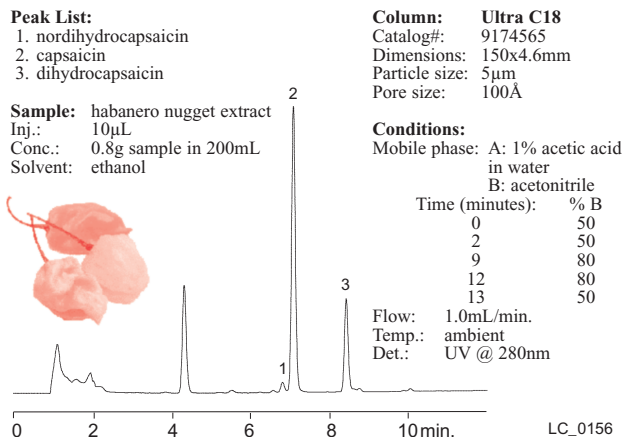 Peak List:
1. nordihydrocapsaicin
2. capsaicin
3. dihydrocapsaicin
Sample: habanero nugget extract
Inj.: 10µL
Conc.: 0.8g sample in 200mL
Solvent: ethanol
Column: Ultra C18
Catalog#: 9174565
Dimensions: 150x4.6mm
Particle size: 5µm
Pore size: 100Å
Conditions:
Mobile phase: A: 1% acetic acid
in water
B: acetonitrile
Time (minutes): % B
0 50
2 50
9 80
12 80
13 50
Flow: 1.0mL/min.
Temp.: ambient
Det.: UV @ 280nm
2
3
1
0 2 4 6 8 10 min.
LC_0156